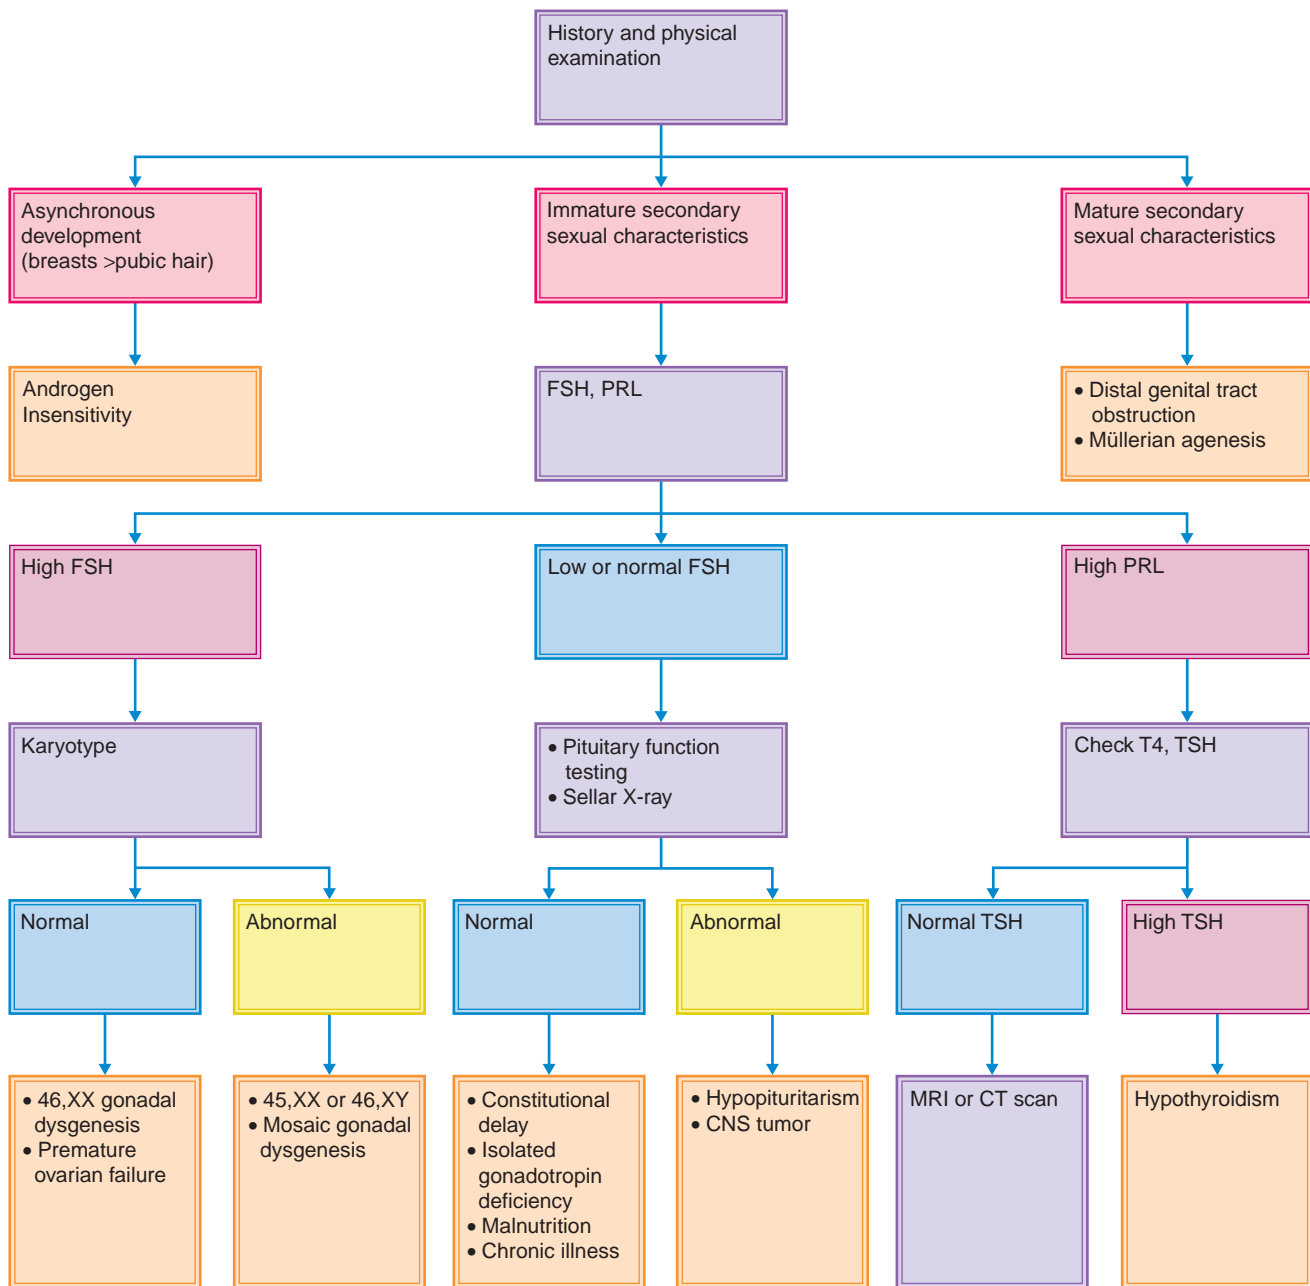 History and physical
examination
Asynchronous
development
(breasts >pubic hair)
Immature secondary
sexual characteristics
Mature secondary
sexual characteristics
Androgen
Insensitivity
FSH, PRL
• Distal genital tract
obstruction
• Müllerian agenesis
High FSH
Low or normal FSH
High PRL
Karyotype
• Pituitary function
testing
• Sellar X-ray
Check T4, TSH
Normal
Abnormal
Normal
Abnormal
Normal TSH
High TSH
• 46,XX gonadal
dysgenesis
• Premature
ovarian failure
• 45,XX or 46,XY
• Mosaic gonadal
dysgenesis
• Constitutional
delay
• Isolated
gonadotropin
deficiency
• Malnutrition
• Chronic illness
• Hypopituritarism
• CNS tumor
MRI or CT scan
Hypothyroidism